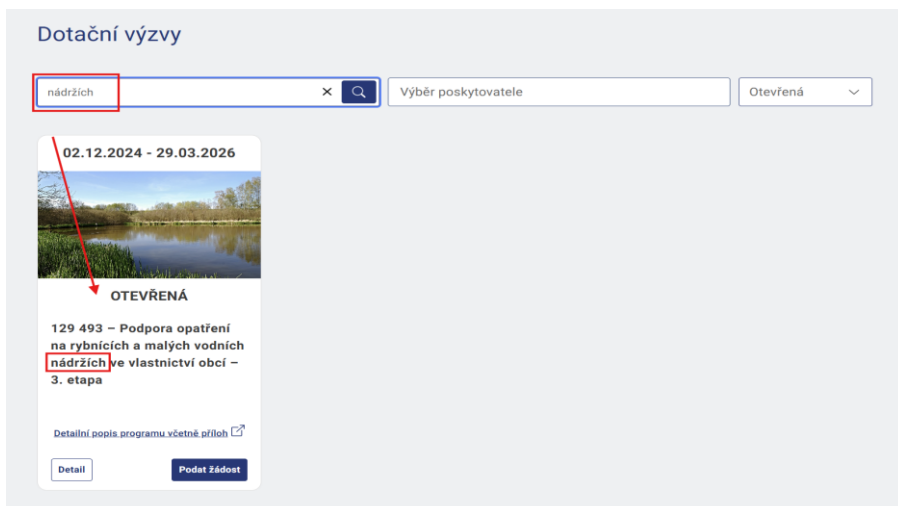 Dotační výzvy
nádržích
Výběr poskytovatele
Otevřená
02.12.2024 - 29.03.2026
OTEVŘENÁ
129 493 – Podpora opatření
na rybnících a malých vodních
nádržích ve vlastnictví obcí –
3. etapa
Detailní popis programu včetně příloh
Detail
Podat žádost